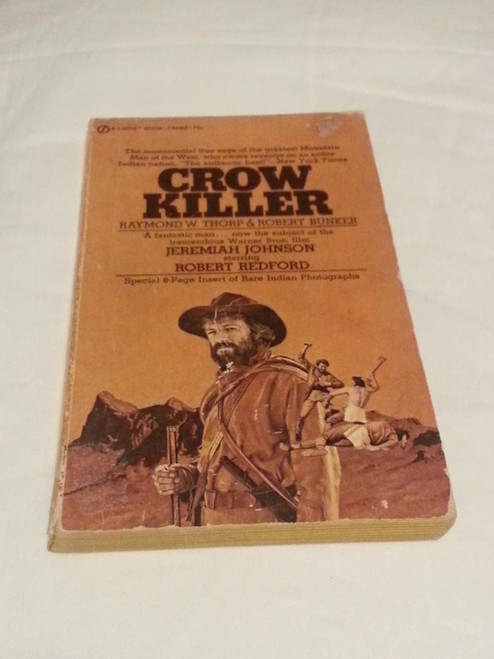 The monumental true saga of the greatest Mountain
Man of the West, who swore revenge on an entire
Indian nation. "The authentic best!"—New York Times
CROW
KILLER
RAYMOND W. THORP & ROBERT BUNKER
A fantastic man...now the subject of the
tremendous Warner Bros. film
JEREMIAH JOHNSON
starring
ROBERT REDFORD
Special 8-Page Insert of Rare Indian Photographs